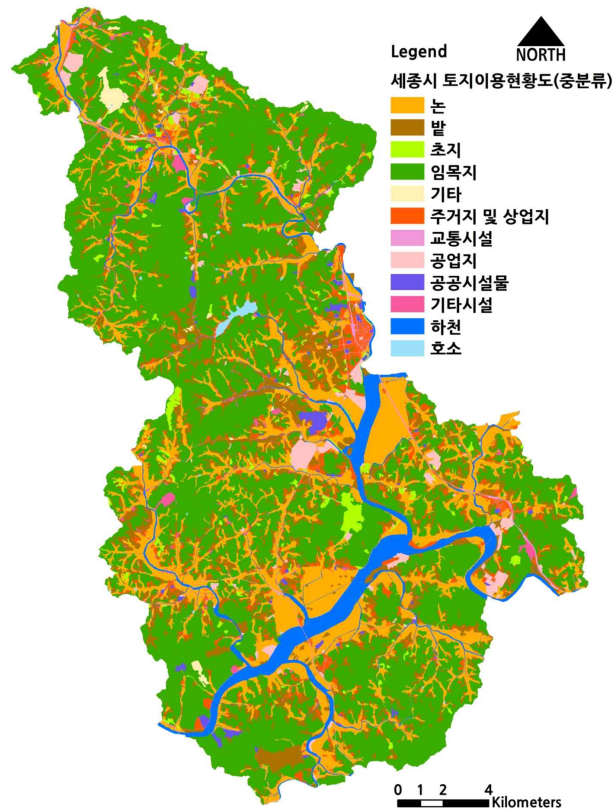 Legend
NORTH
세종시 토지이용현황도(중분류)
논
밭
초지
임목지
기타
주거지 및 상업지
교통시설
공업지
공공시설물
기타시설
하천
호소
0 1 2 4
Kilometers